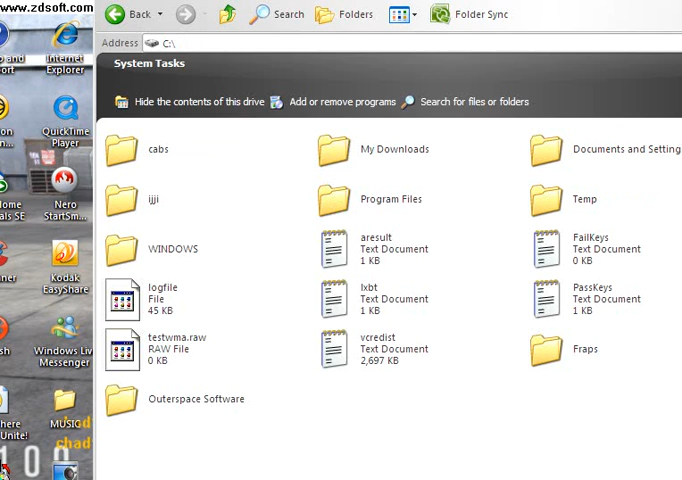 www.zdsoft.com
Back Search Folders Folder Sync
Address C:\
System Tasks
Hide the contents of this drive Add or remove programs Search for files or folders
cabs
My Downloads
Documents and Setting
ijji
Program Files
Temp
WINDOWS
aresult
Text Document
1 KB
FailKeys
Text Document
0 KB
logfile
File
45 KB
lxbt
Text Document
1 KB
PassKeys
Text Document
1 KB
testwma.raw
RAW File
0 KB
vcredist
Text Document
2,697 KB
Fraps
Outerspace Software
Internet
Explorer
QuickTime
Player
Nero
StartSm...
Kodak
EasyShare
Windows Liv
Messenger
MUSIC
100